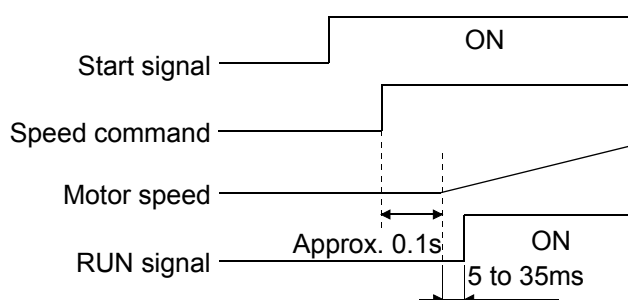 ON
Start signal
Speed command
Motor speed
Approx. 0.1s
ON
RUN signal
5 to 35ms